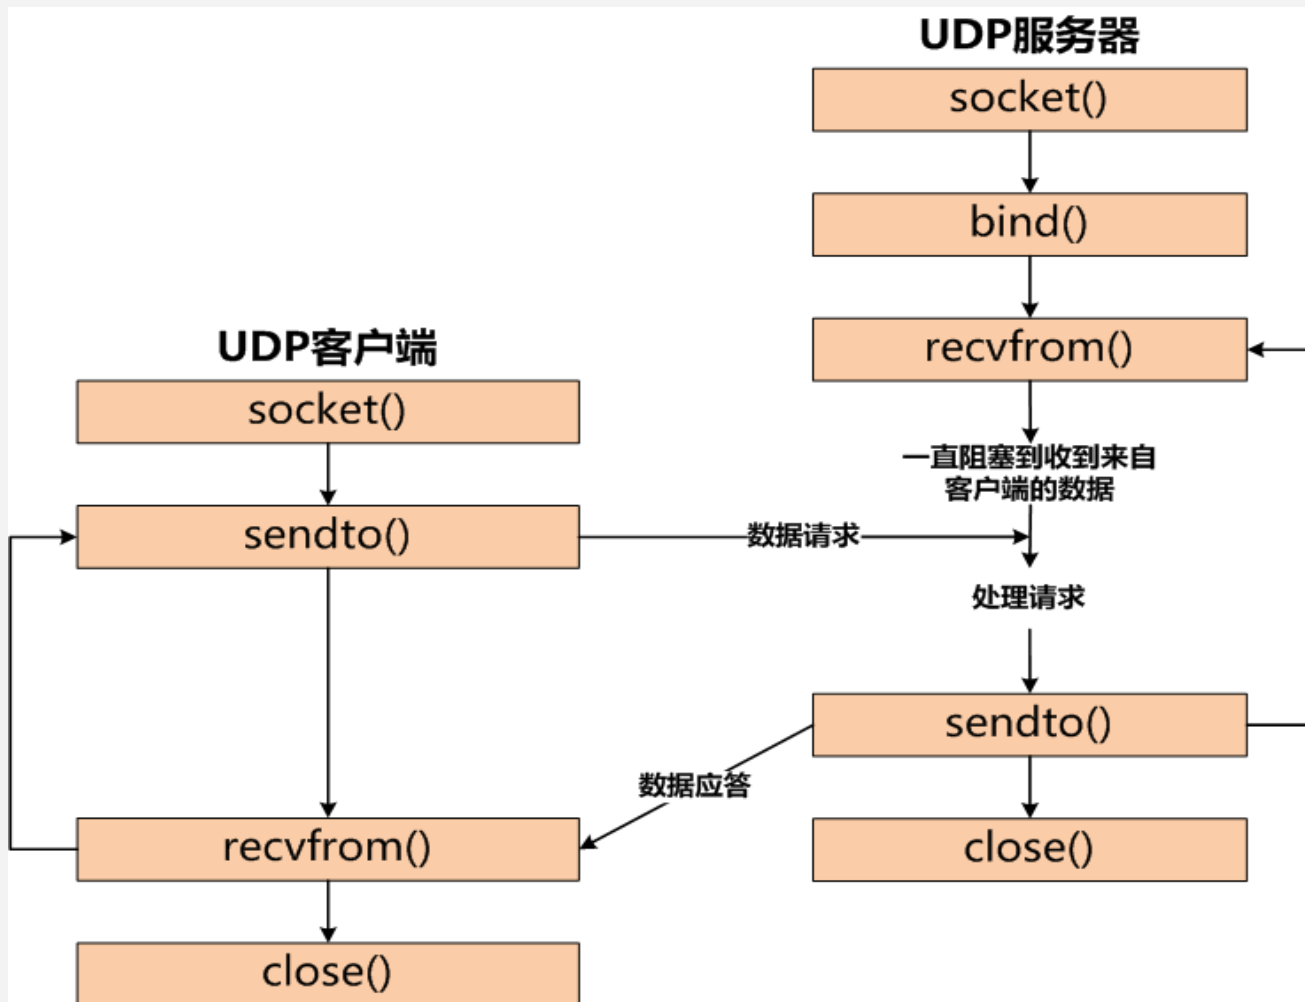 UDP服务器
socket()
bind()
recvfrom()
一直阻塞到收到来自
客户端的数据
处理请求
sendto()
close()
UDP客户端
socket()
sendto()
数据请求
数据应答
recvfrom()
close()